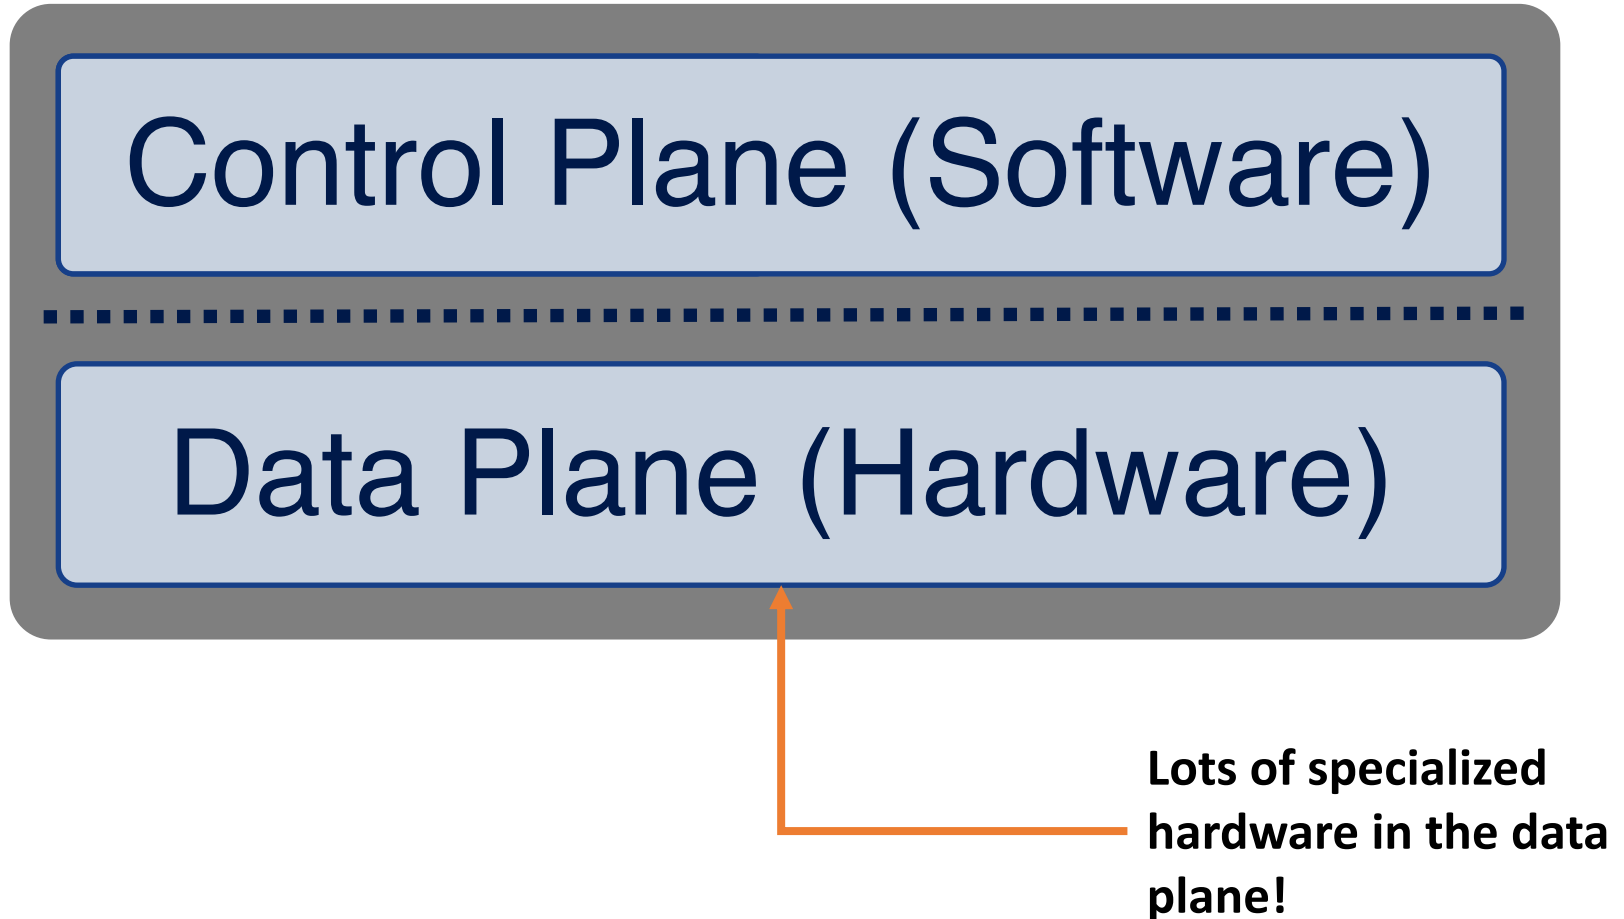 Control Plane (Software)
Data Plane (Hardware)
Lots of specialized
hardware in the data
plane!